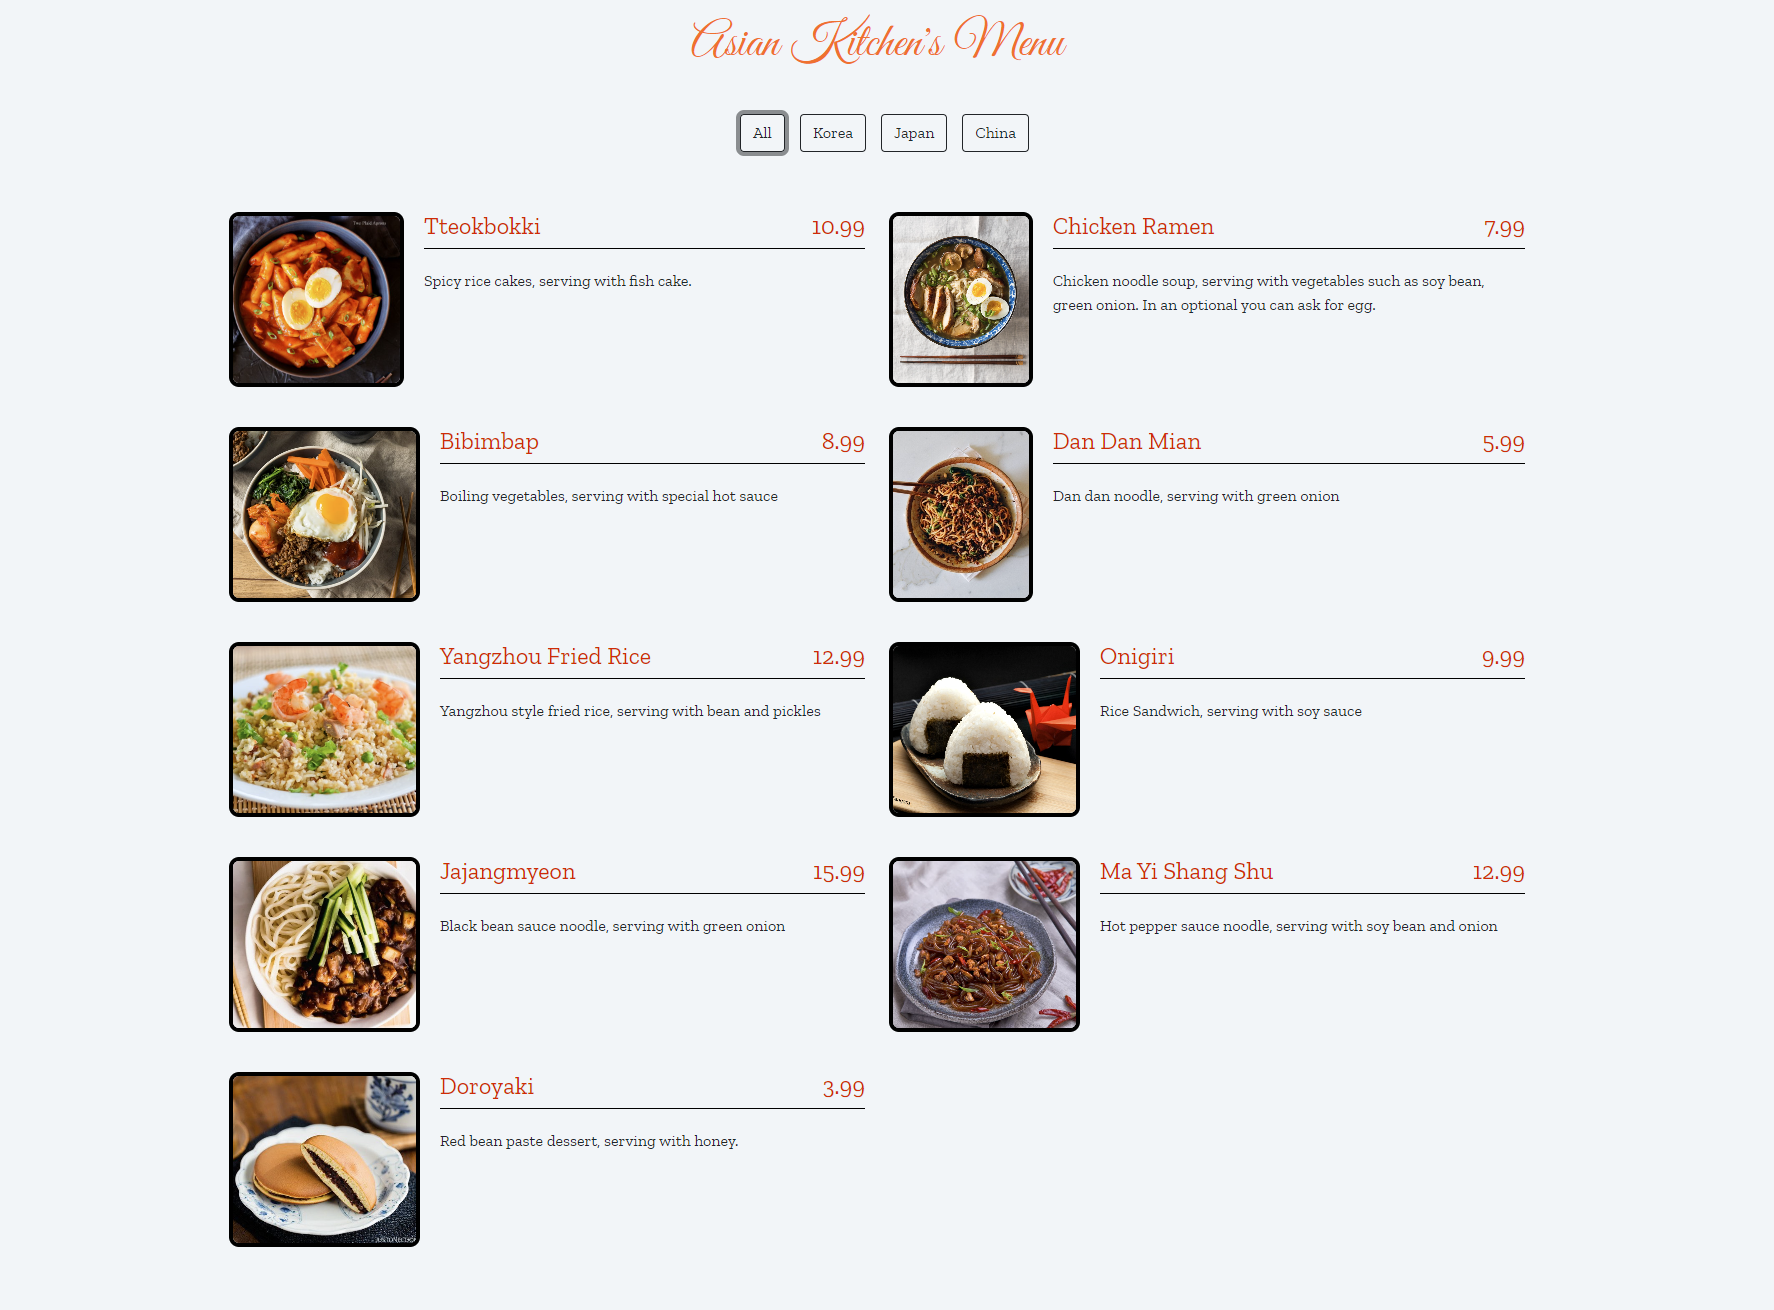 Asian Kitchen's Menu
All
Korea
Japan
China
Tteokbokki 10.99
Spicy rice cakes, serving with fish cake.
Chicken Ramen 7.99
Chicken noodle soup, serving with vegetables such as soy bean,
green onion. In an optional you can ask for egg.
Bibimbap 8.99
Boiling vegetables, serving with special hot sauce
Dan Dan Mian 5.99
Dan dan noodle, serving with green onion
Yangzhou Fried Rice 12.99
Yangzhou style fried rice, serving with bean and pickles
Onigiri 9.99
Rice Sandwich, serving with soy sauce
Jajangmyeon 15.99
Black bean sauce noodle, serving with green onion
Ma Yi Shang Shu 12.99
Hot pepper sauce noodle, serving with soy bean and onion
Doroyaki 3.99
Red bean paste dessert, serving with honey.